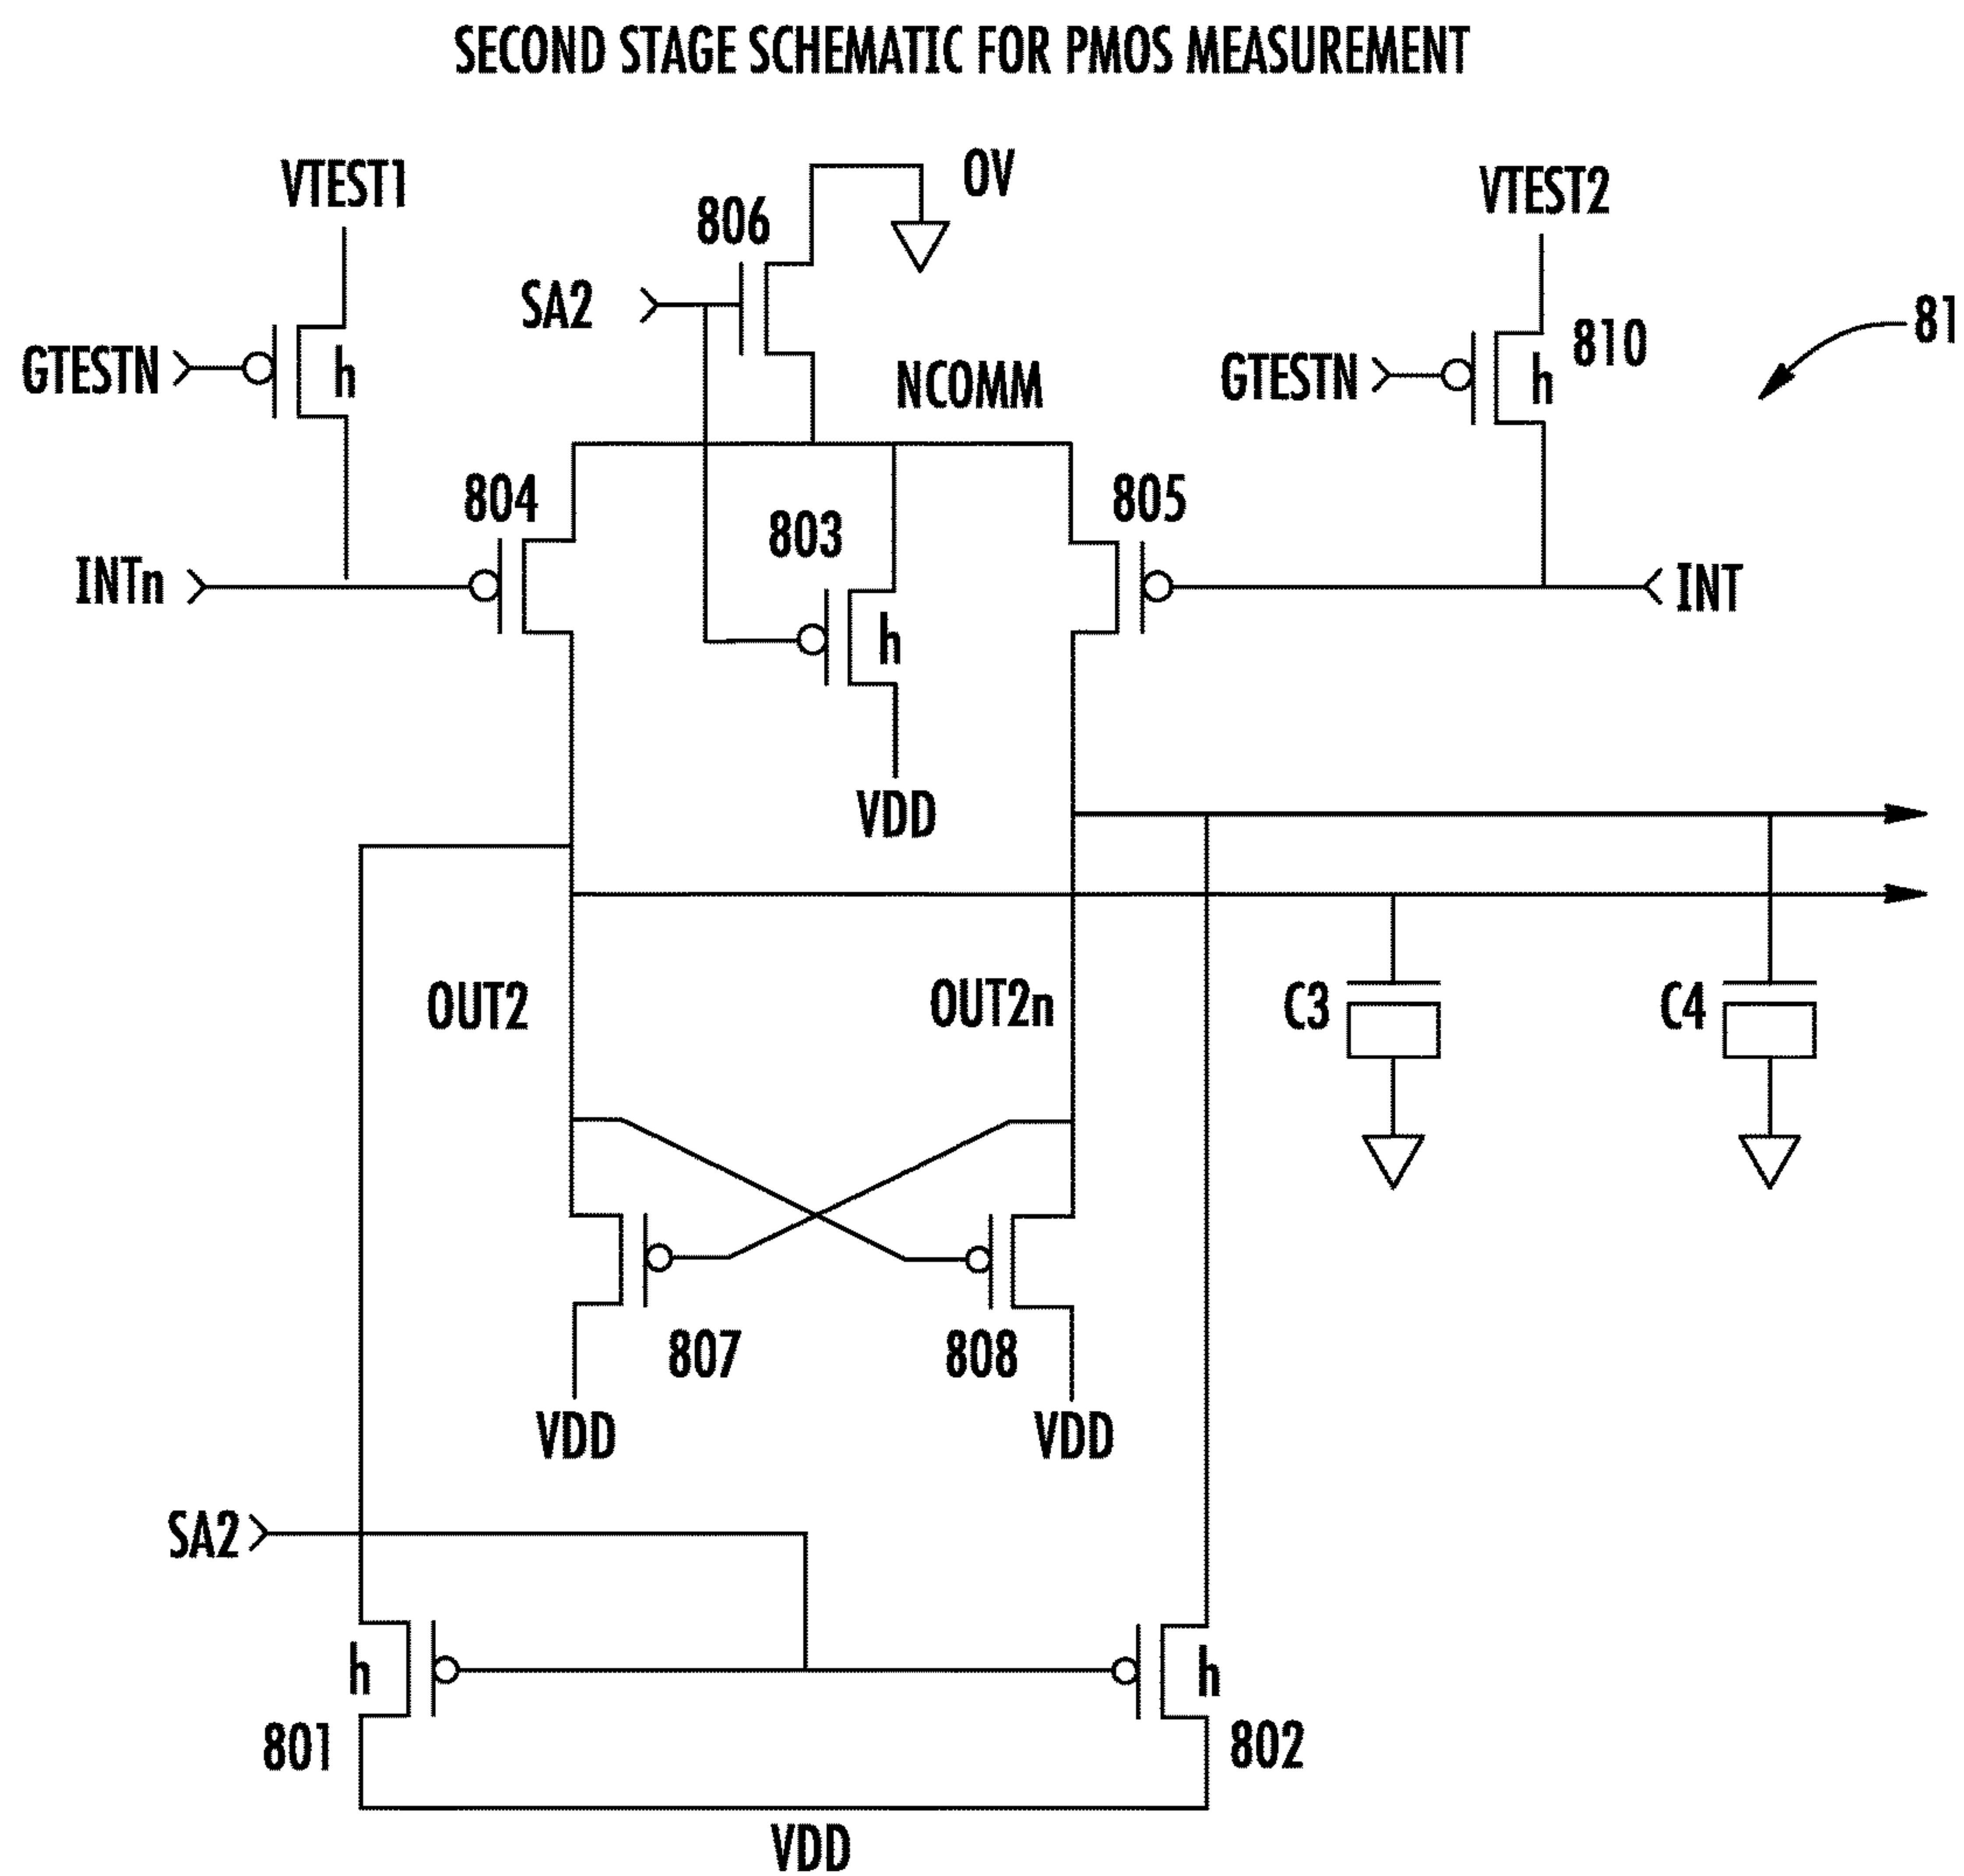 SECOND STAGE SCHEMATIC FOR PMOS MEASUREMENT
VTEST1
806
0V
VTEST2
SA2
81
GTESTN
h
NCOMM
GTESTN
h
810
804
803
805
INTn
h
INT
VDD
OUT2
OUT2n
C3
C4
807
808
VDD
VDD
SA2
h
h
801
802
VDD